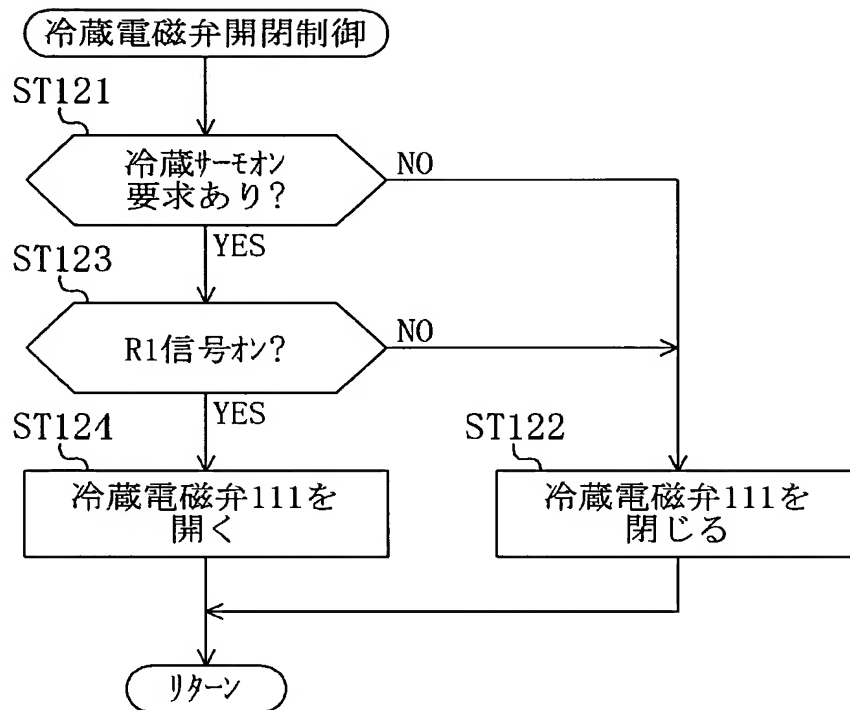 冷蔵電磁弁開閉制御
ST121
冷蔵サーモオン
要求あり?
NO
YES
ST123
R1信号オン?
NO
YES
ST124
冷蔵電磁弁111を
開く
ST122
冷蔵電磁弁111を
閉じる
リターン